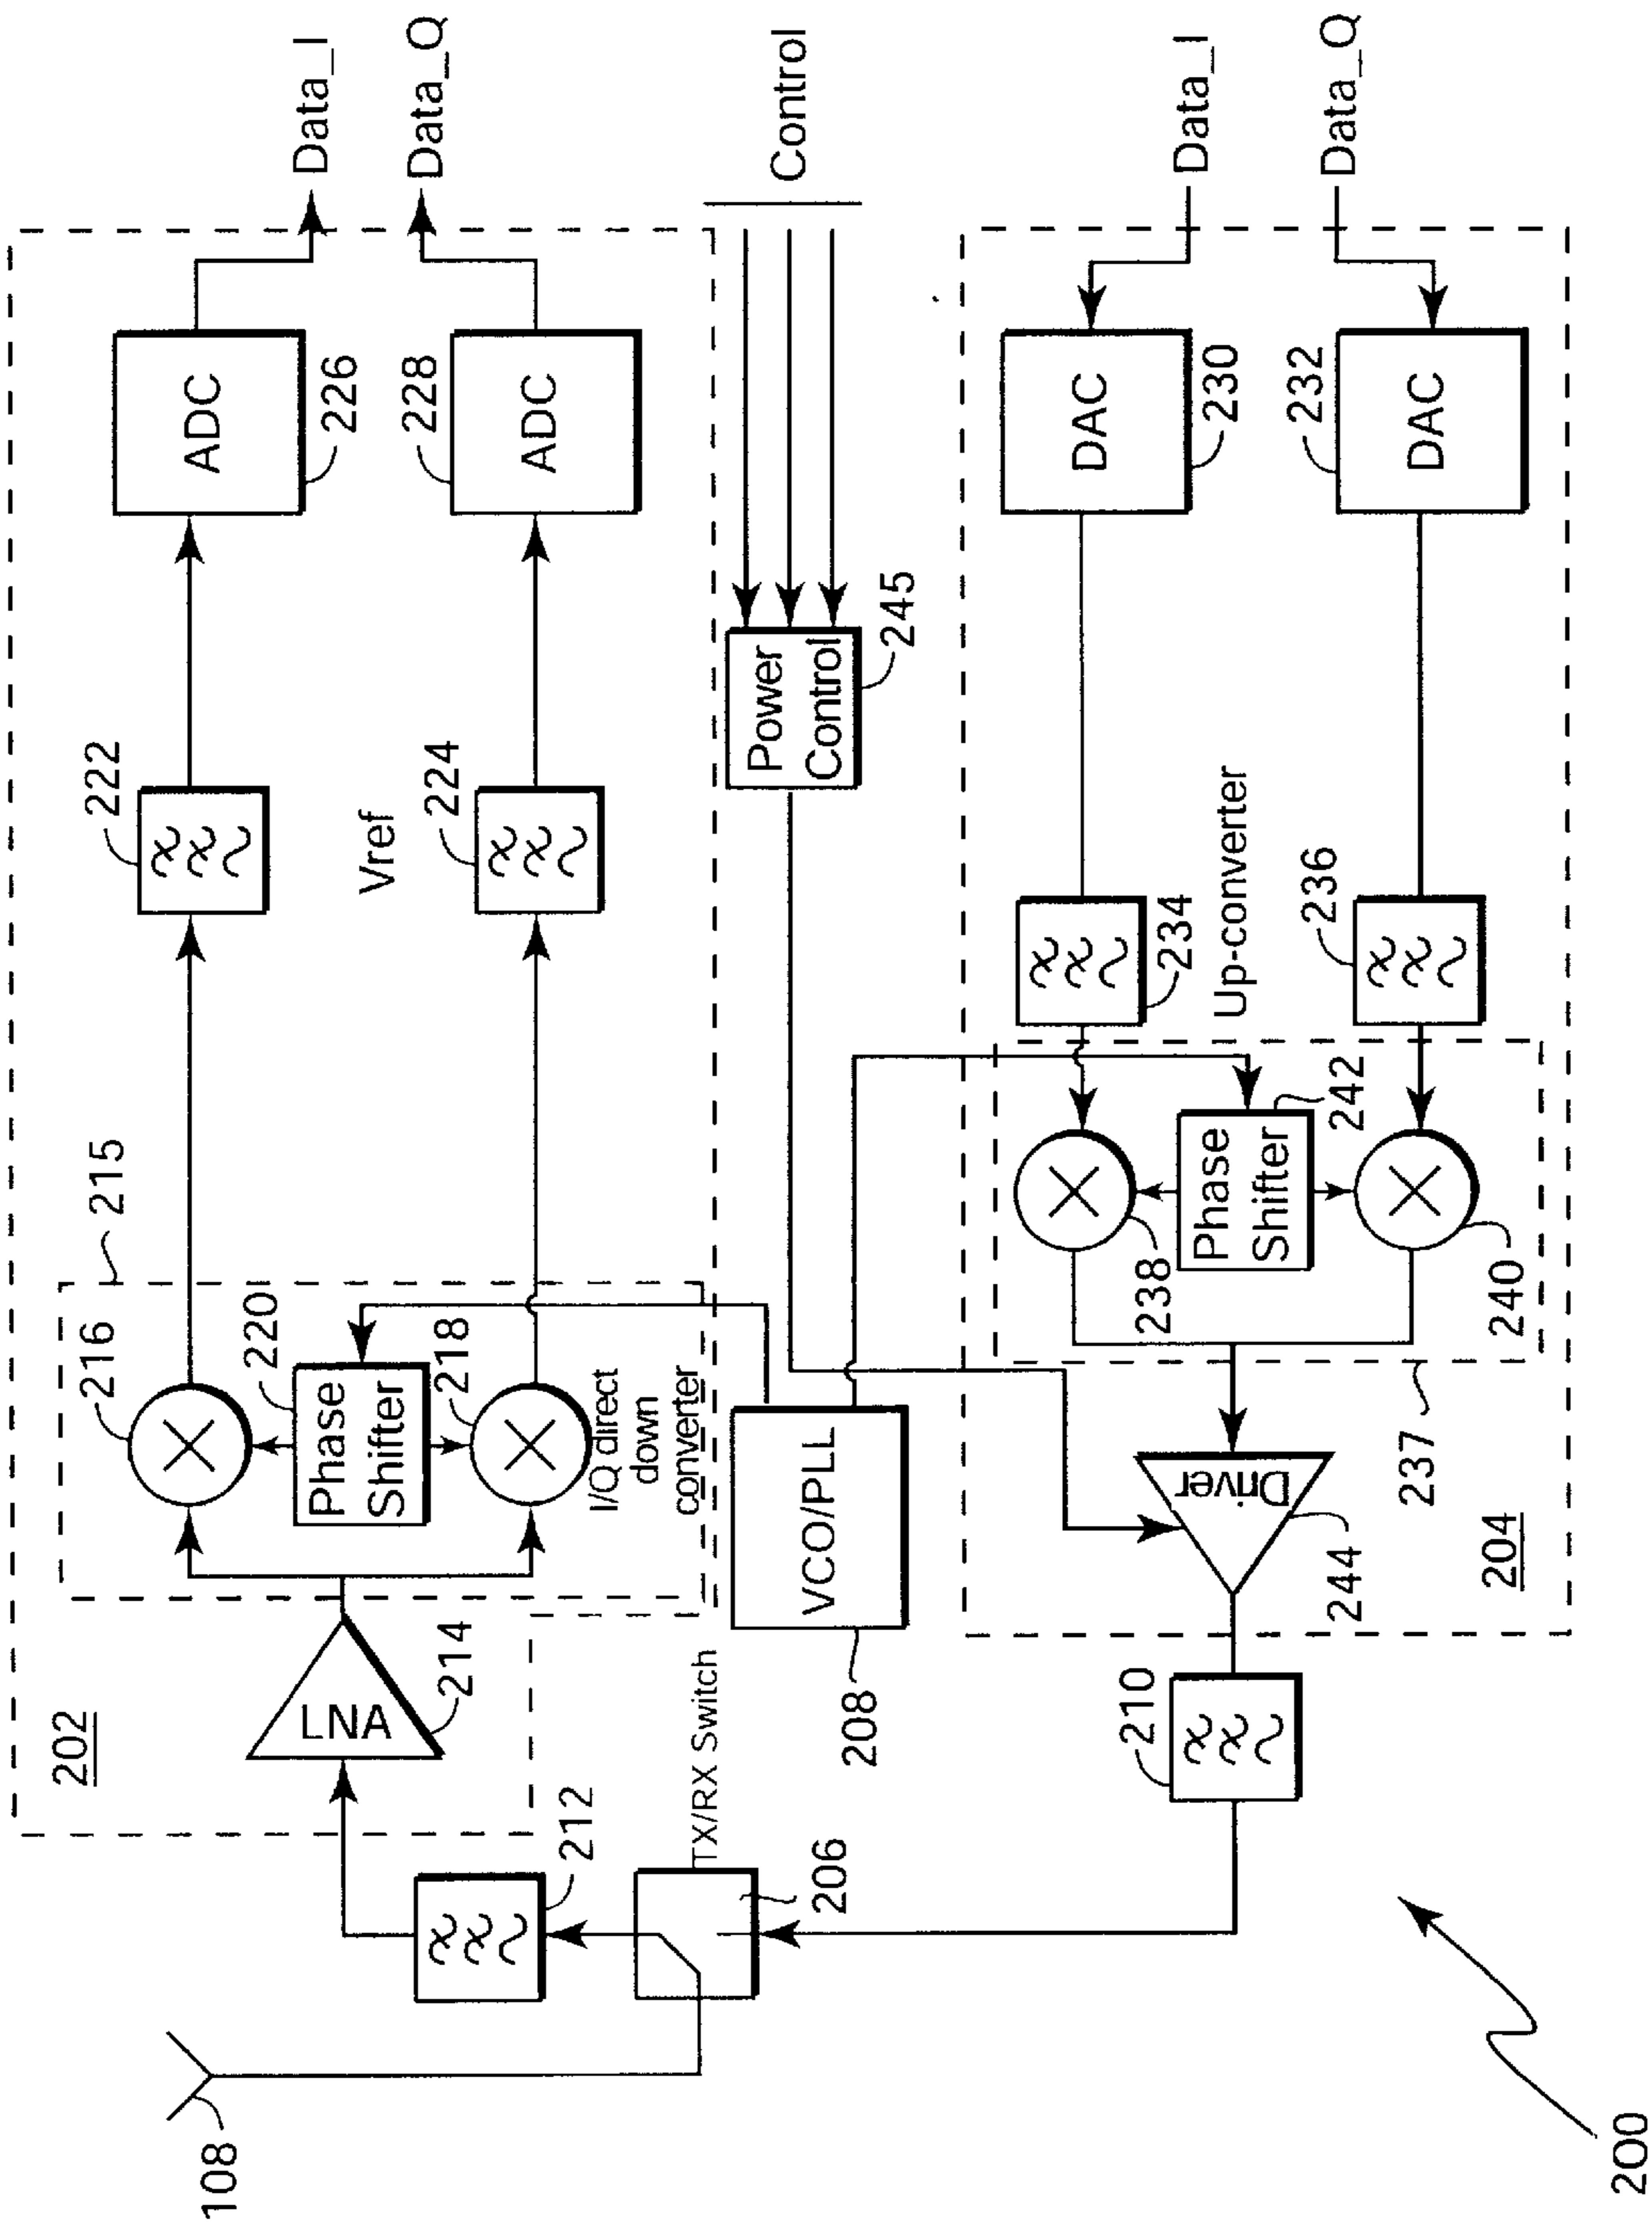 108
202
212
LNA
214
TX/RX Switch
206
215
216
Phase
Shifter
220
218
I/Q direct
down
converter
222
Vref
224
ADC
226
228
ADC
Data_I
Data_Q
Control
Power
Control
245
VCO/PLL
208
210
Driver
244
204
237
238
Phase
Shifter
242
240
Up-converter
234
236
DAC
230
232
DAC
Data_I
Data_Q
200